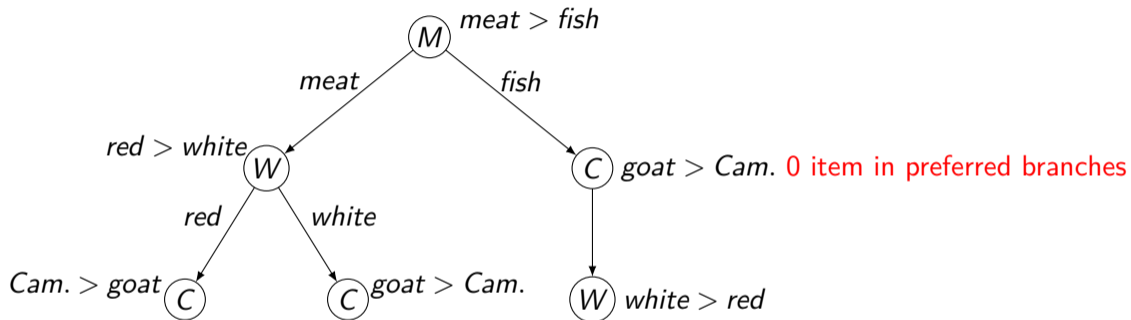 M meat > fish
meat fish
red > white W
C goat > Cam. 0 item in preferred branches
red white
Cam. > goat C
C goat > Cam.
W white > red